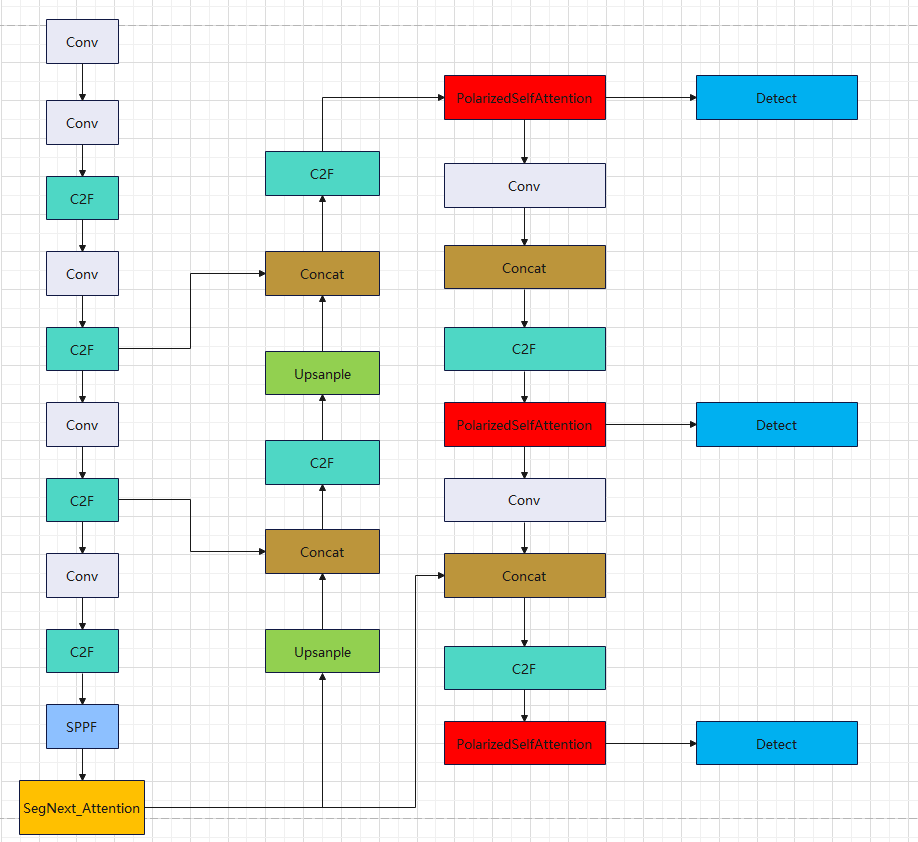 Conv
Conv
C2F
Conv
C2F
Conv
C2F
Conv
C2F
SPPF
SegNext_Attention
C2F
Concat
Upsanple
C2F
Concat
Upsanple
PolarizedSelfAttention
Conv
Concat
C2F
PolarizedSelfAttention
Conv
Concat
C2F
PolarizedSelfAttention
Detect
Detect
Detect